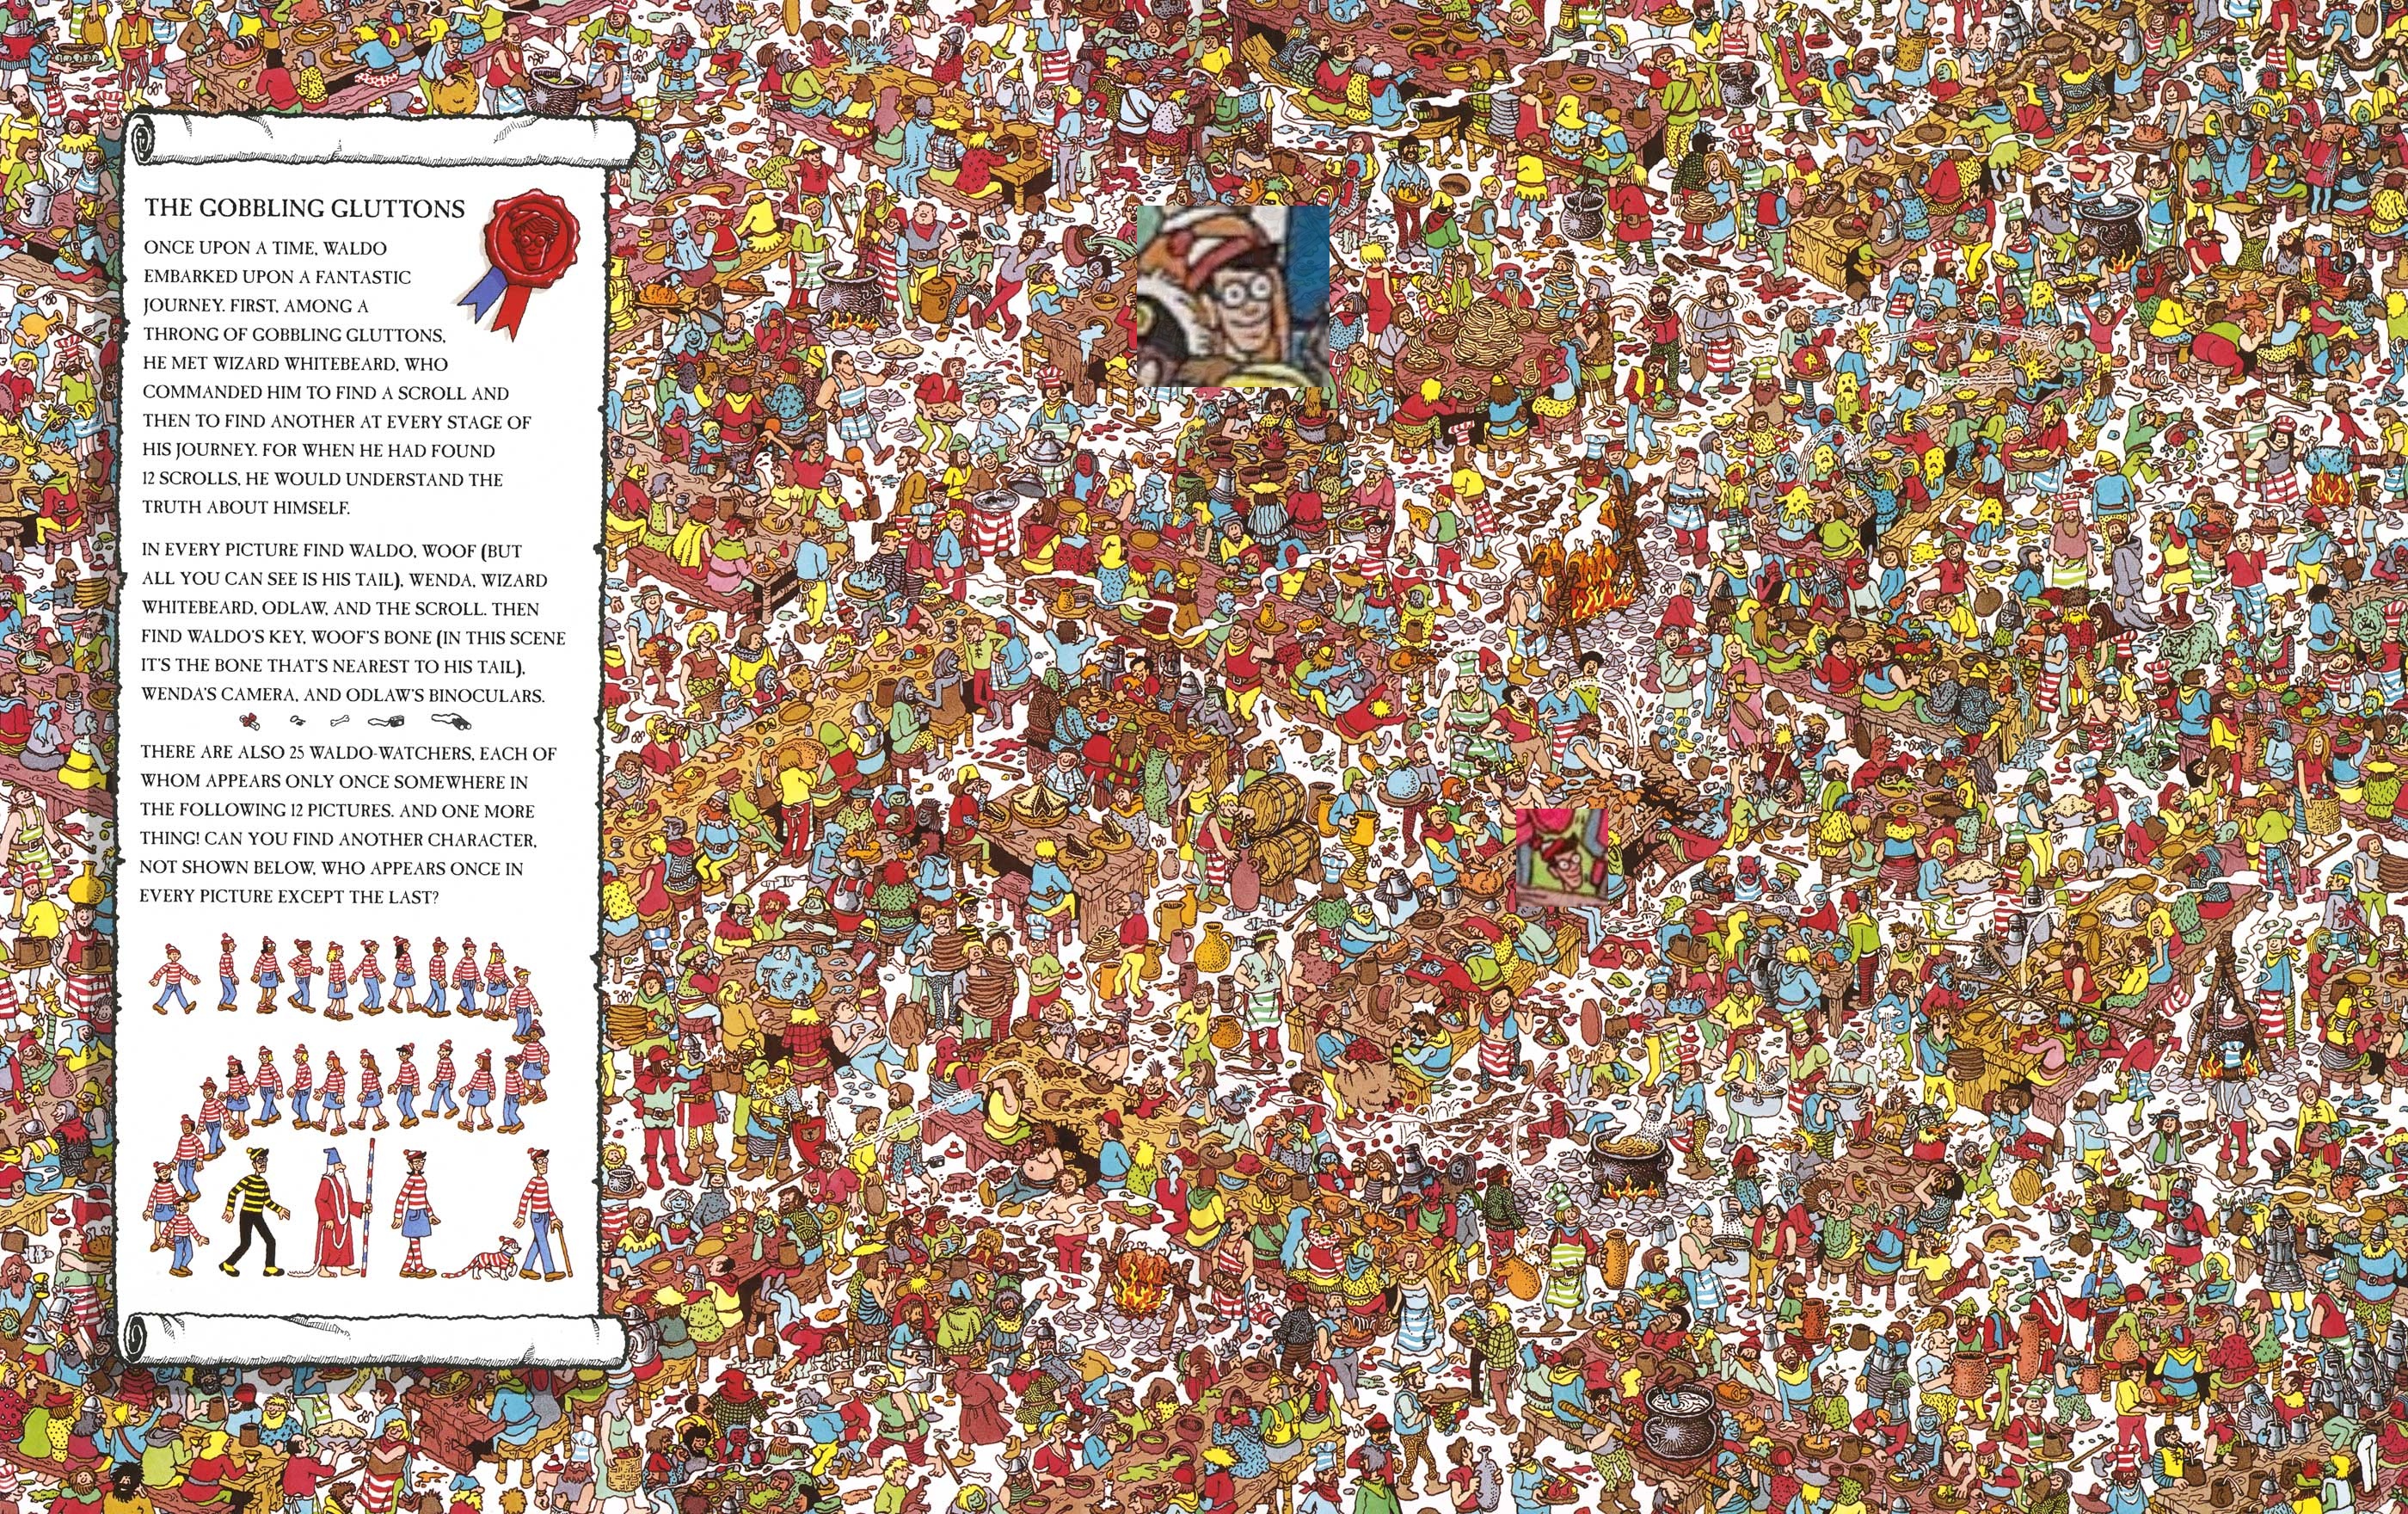 THE GOBBLING GLUTTONS
ONCE UPON A TIME, WALDO
EMBARKED UPON A FANTASTIC
JOURNEY. FIRST, AMONG A
THRONG OF GOBBLING GLUTTONS,
HE MET WIZARD WHITEBEARD, WHO
COMMANDED HIM TO FIND A SCROLL AND
THEN TO FIND ANOTHER AT EVERY STAGE OF
HIS JOURNEY. FOR WHEN HE HAD FOUND
12 SCROLLS, HE WOULD UNDERSTAND THE
TRUTH ABOUT HIMSELF.
IN EVERY PICTURE FIND WALDO, WOOF (BUT
ALL YOU CAN SEE IS HIS TAIL), WENDA, WIZARD
WHITEBEARD, ODLAW, AND THE SCROLL. THEN
FIND WALDO'S KEY, WOOF'S BONE (IN THIS SCENE
IT'S THE BONE THAT'S NEAREST TO HIS TAIL),
WENDA'S CAMERA, AND ODLAW'S BINOCULARS.
THERE ARE ALSO 25 WALDO-WATCHERS, EACH OF
WHOM APPEARS ONLY ONCE SOMEWHERE IN
THE FOLLOWING 12 PICTURES. AND ONE MORE
THING! CAN YOU FIND ANOTHER CHARACTER,
NOT SHOWN BELOW, WHO APPEARS ONCE IN
EVERY PICTURE EXCEPT THE LAST?